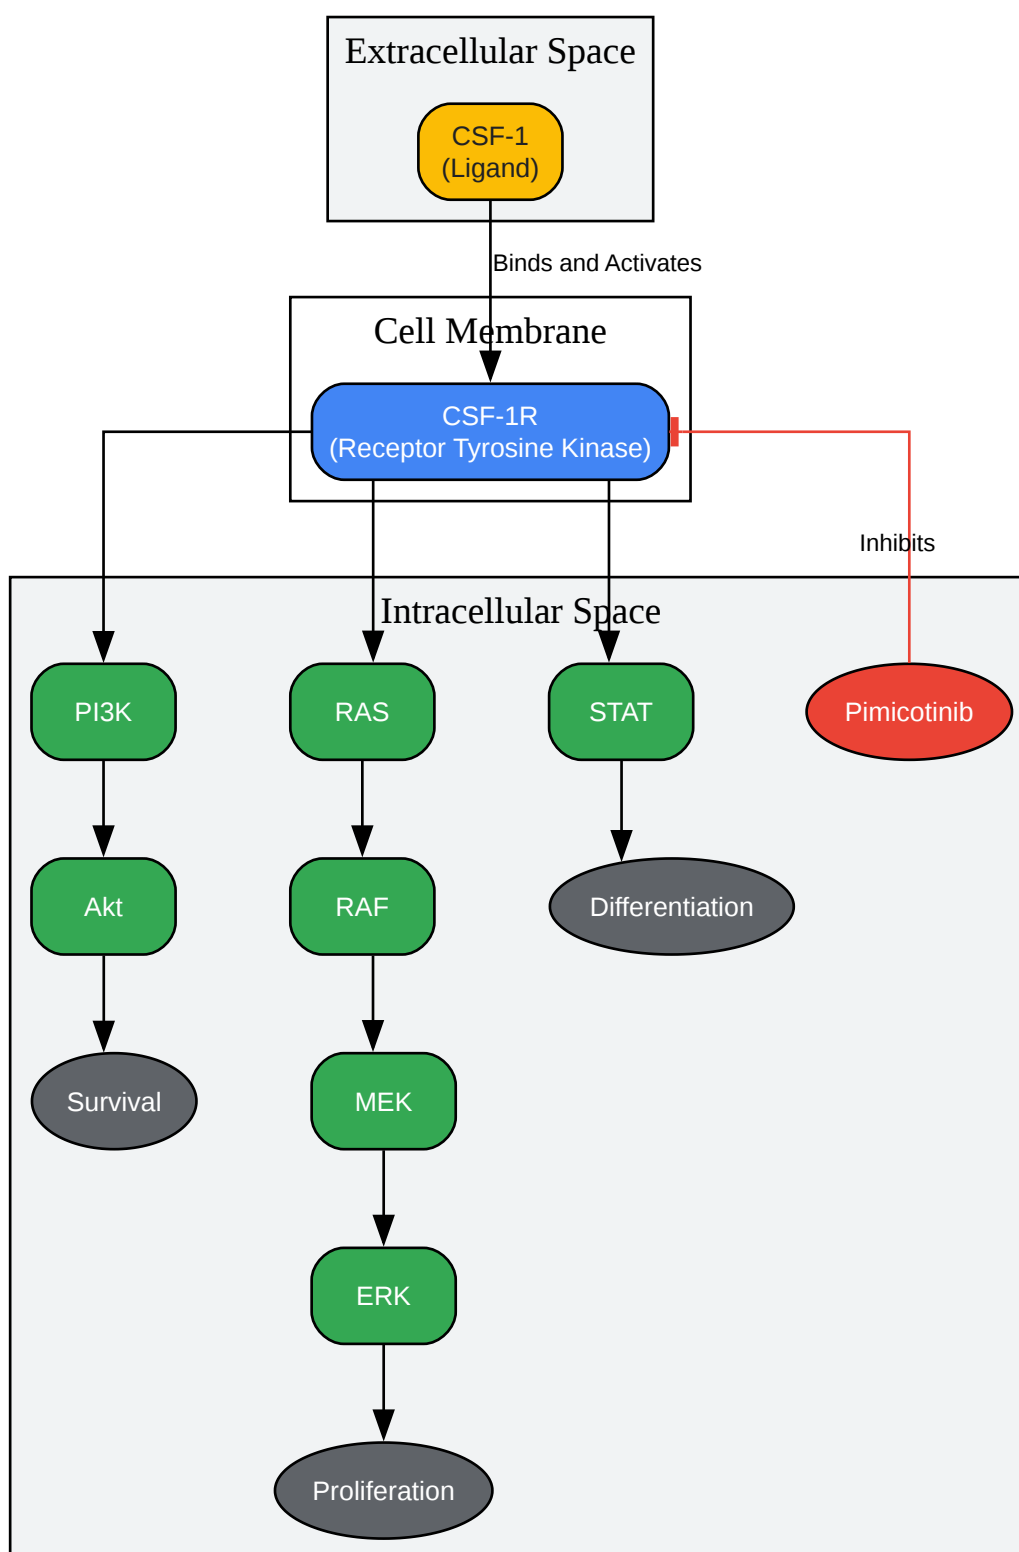 Extracellular Space
CSF-1
(Ligand)
Binds and Activates
Cell Membrane
CSF-1R
(Receptor Tyrosine Kinase)
Inhibits
Intracellular Space
PI3K
RAS
STAT
Pimicotinib
Akt
RAF
Differentiation
Survival
MEK
ERK
Proliferation